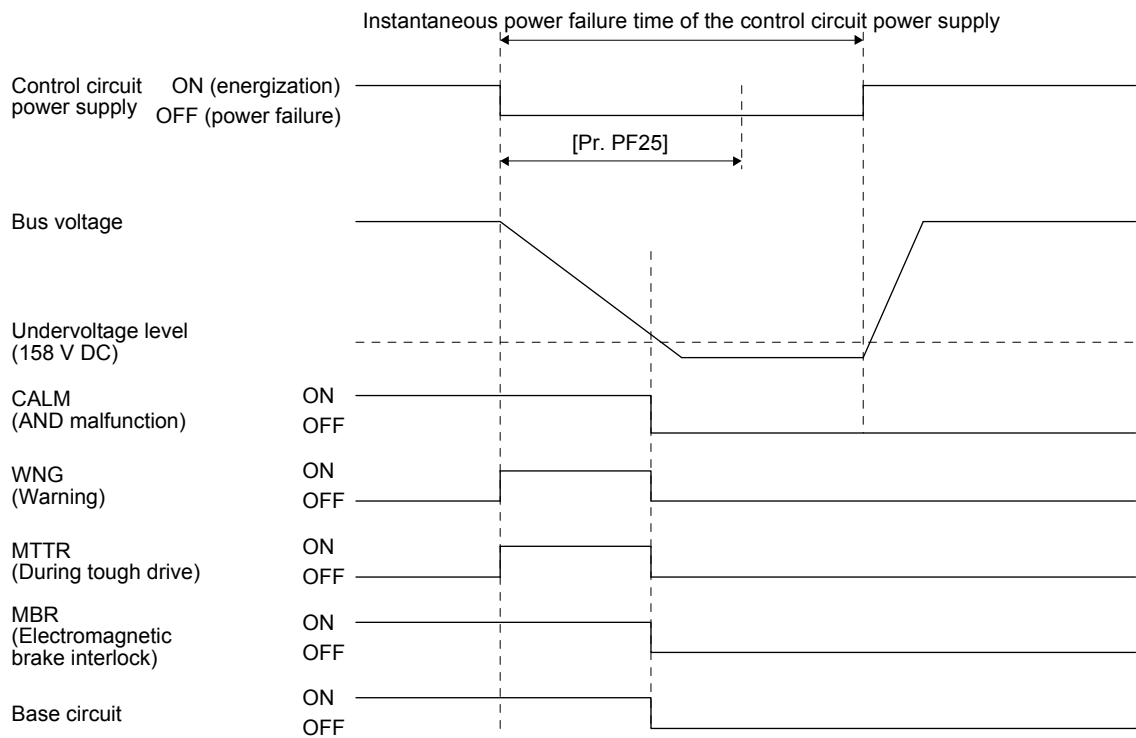 Instantaneous power failure time of the control circuit power supply
Control circuit
power supply
ON (energization)
OFF (power failure)
[Pr. PF25]
Bus voltage
Undervoltage level
(158 V DC)
CALM
(AND malfunction)
ON
OFF
WNG
(Warning)
ON
OFF
MTTR
(During tough drive)
ON
OFF
MBR
(Electromagnetic
brake interlock)
ON
OFF
Base circuit
ON
OFF